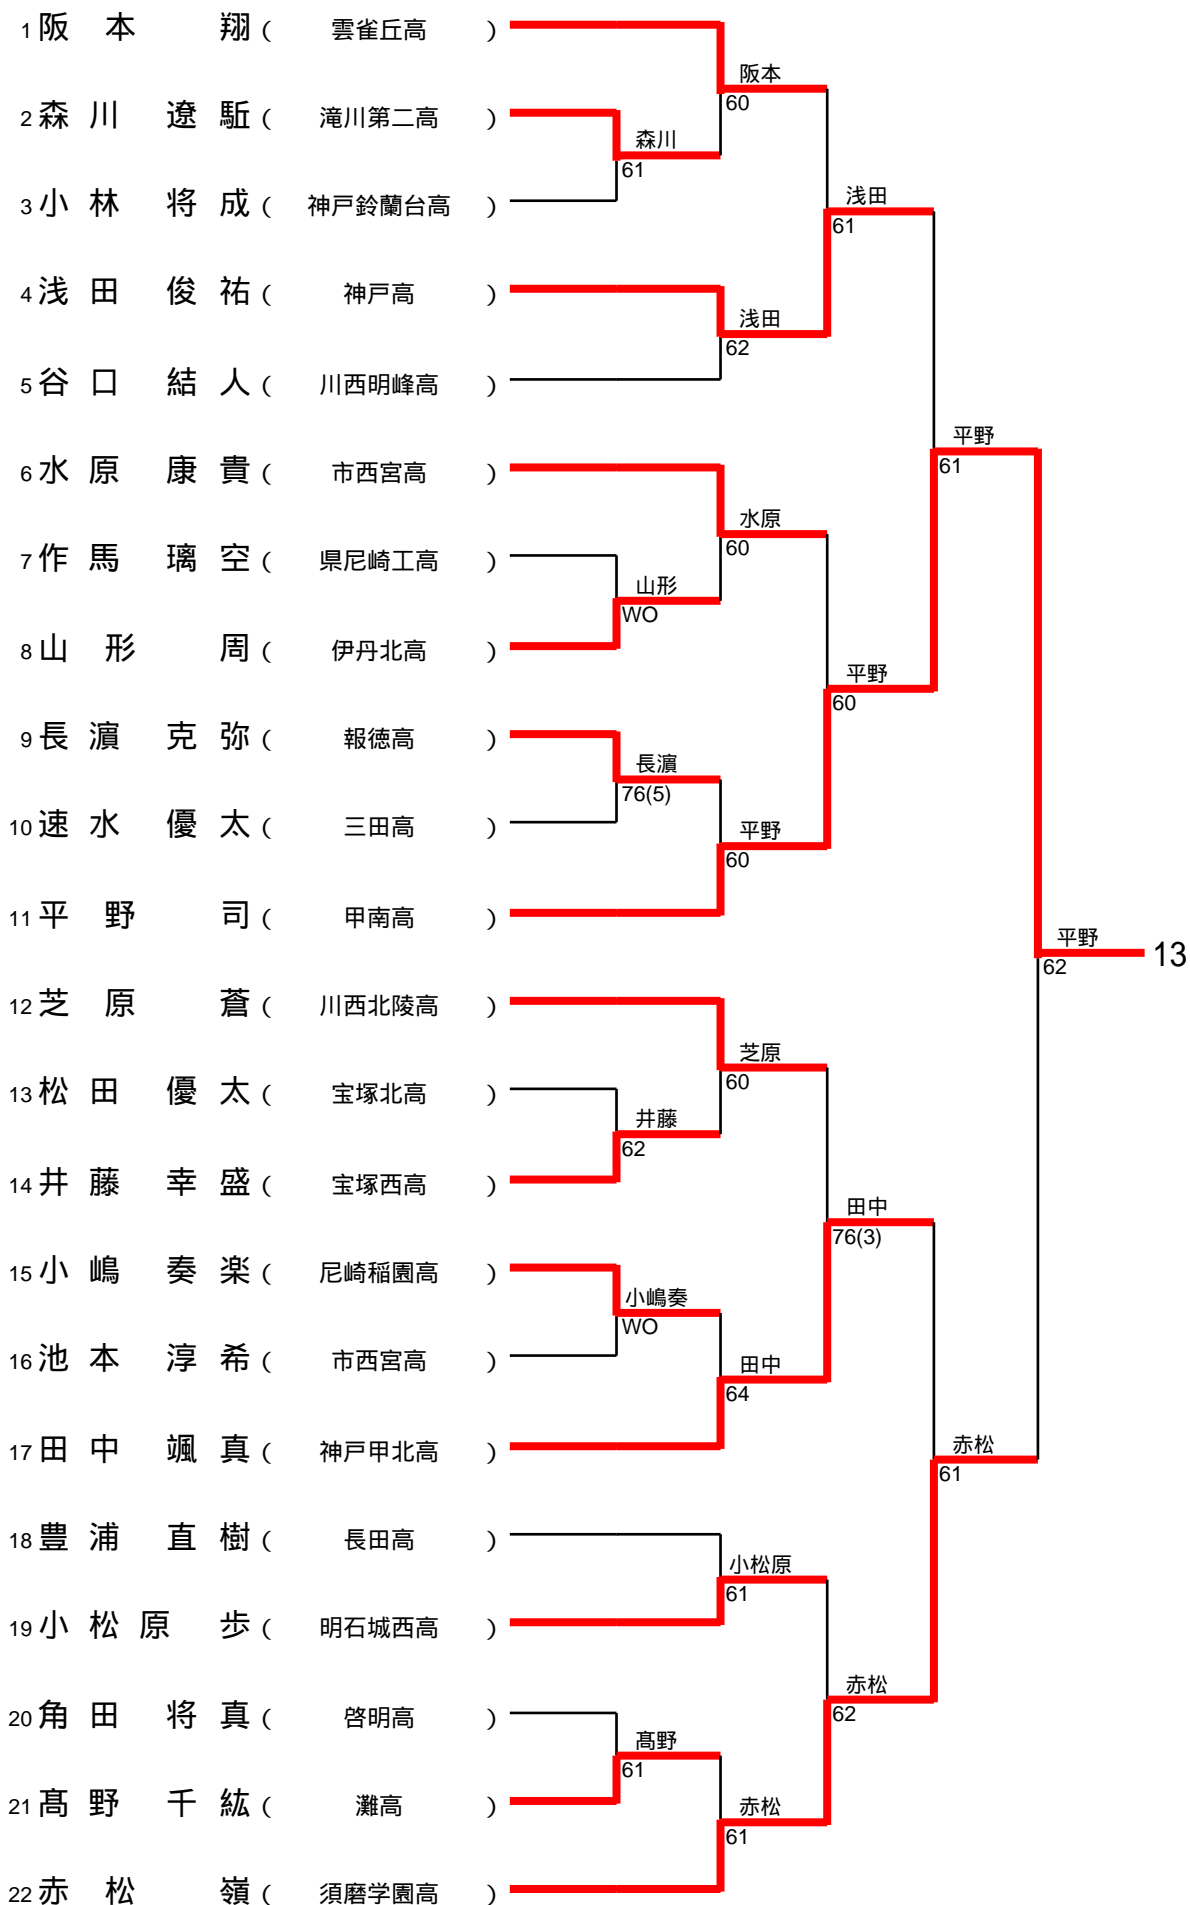 1 阪本 翔 ( 雲雀丘高 )
阪本
60
2 森川 遼駈 ( 滝川第二高 )
森川
61
3 小林 将成 ( 神戸鈴蘭台高 )
浅田
61
4 浅田 俊祐 ( 神戸高 )
浅田
62
5 谷口 結人 ( 川西明峰高 )
平野
61
6 水原 康貴 ( 市西宮高 )
水原
60
7 作馬 璃空 ( 県尼崎工高 )
山形
WO
8 山形 周 ( 伊丹北高 )
平野
60
9 長濵 克弥 ( 報徳高 )
長濵
76(5)
10 速水 優太 ( 三田高 )
平野
60
11 平野 司 ( 甲南高 )
平野
62
13
12 芝原 蒼 ( 川西北陵高 )
芝原
60
13 松田 優太 ( 宝塚北高 )
井藤
62
14 井藤 幸盛 ( 宝塚西高 )
田中
76(3)
15 小嶋 奏楽 ( 尼崎稲園高 )
小嶋奏
WO
16 池本 淳希 ( 市西宮高 )
田中
64
17 田中 颯真 ( 神戸甲北高 )
赤松
61
18 豊浦 直樹 ( 長田高 )
小松原
61
19 小松原 歩 ( 明石城西高 )
赤松
62
20 角田 将真 ( 啓明高 )
髙野
61
21 髙野 千紘 ( 灘高 )
赤松
61
22 赤松 嶺 ( 須磨学園高 )